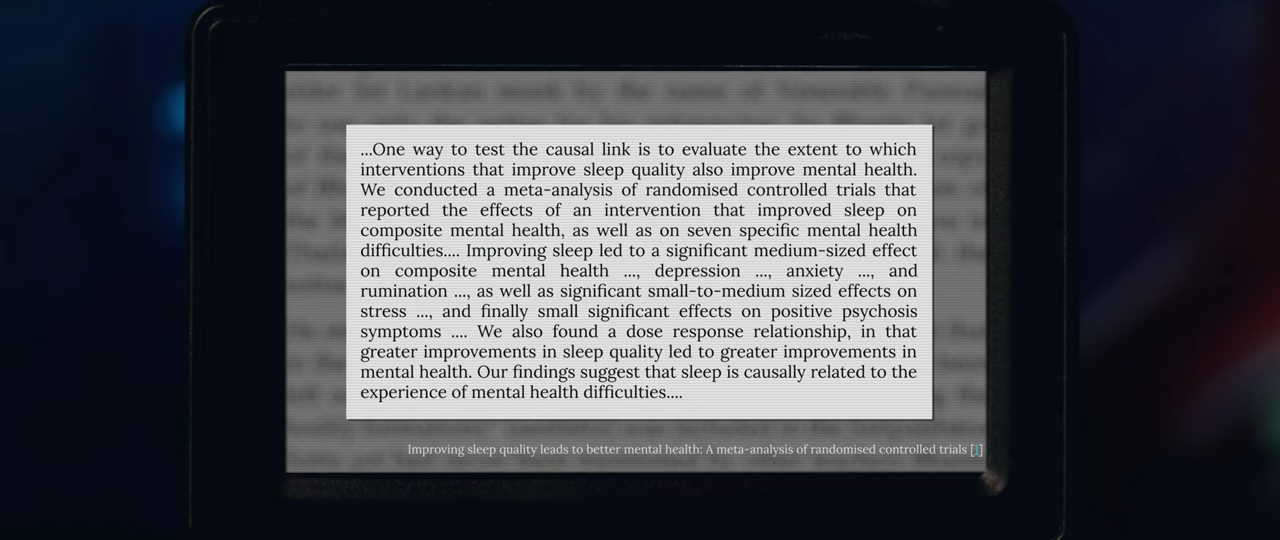 ...One way to test the causal link is to evaluate the extent to which
interventions that improve sleep quality also improve mental health.
We conducted a meta-analysis of randomised controlled trials that
reported the effects of an intervention that improved sleep on
composite mental health, as well as on seven specific mental health
difficulties.... Improving sleep led to a significant medium-sized effect
on composite mental health ..., depression ..., anxiety ..., and
rumination ..., as well as significant small-to-medium sized effects on
stress ..., and finally small significant effects on positive psychosis
symptoms .... We also found a dose response relationship, in that
greater improvements in sleep quality led to greater improvements in
mental health. Our findings suggest that sleep is causally related to the
experience of mental health difficulties....
Improving sleep quality leads to better mental health: A meta-analysis of randomised controlled trials [1]